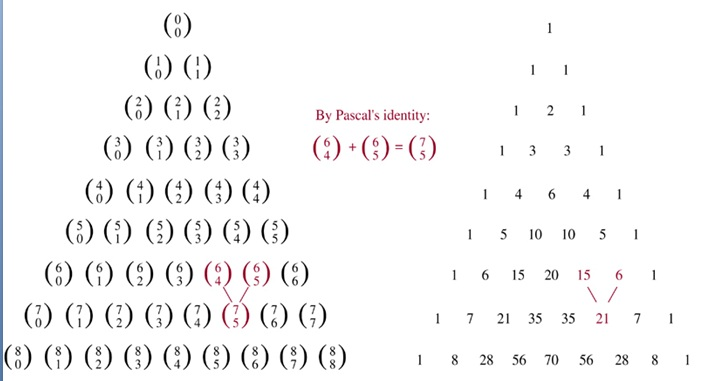 (0 0) 1
(1 0) (1 1) 1 1
(2 0) (2 1) (2 2) 1 2 1
By Pascal's identity:
(3 0) (3 1) (3 2) (3 3) (6 4) + (6 5) = (7 5) 1 3 3 1
(4 0) (4 1) (4 2) (4 3) (4 4) 1 4 6 4 1
(5 0) (5 1) (5 2) (5 3) (5 4) (5 5) 1 5 10 10 5 1
(6 0) (6 1) (6 2) (6 3) (6 4) (6 5) (6 6) 1 6 15 20 15 6 1
(7 0) (7 1) (7 2) (7 3) (7 4) (7 5) (7 6) (7 7) 1 7 21 35 35 21 7 1
(8 0) (8 1) (8 2) (8 3) (8 4) (8 5) (8 6) (8 7) (8 8) 1 8 28 56 70 56 28 8 1